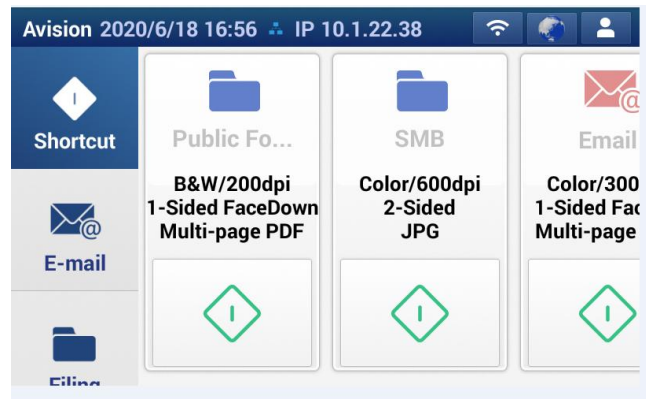 Avision 2020/6/18 16:56 IP 10.1.22.38
Shortcut
E-mail
Filing
Public Fo...
B&W/200dpi
1-Sided FaceDown
Multi-page PDF
SMB
Color/600dpi
2-Sided
JPG
Email
Color/300
1-Sided Fac
Multi-page